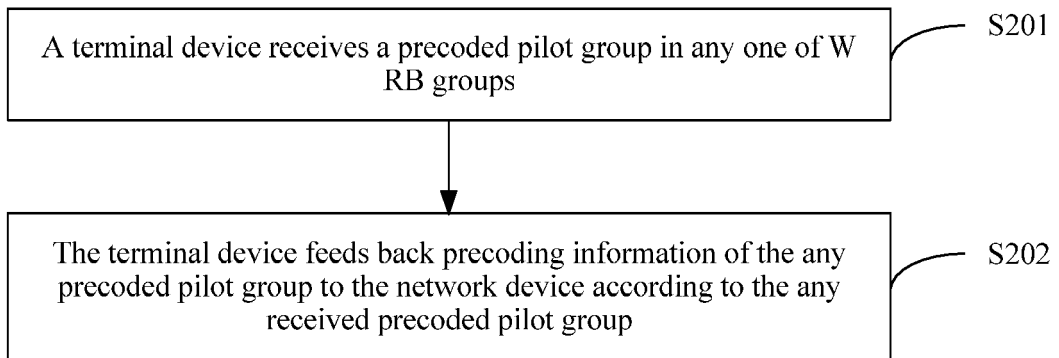 A terminal device receives a precoded pilot group in any one of W
RB groups
S201
The terminal device feeds back precoding information of the any
precoded pilot group to the network device according to the any
received precoded pilot group
S202